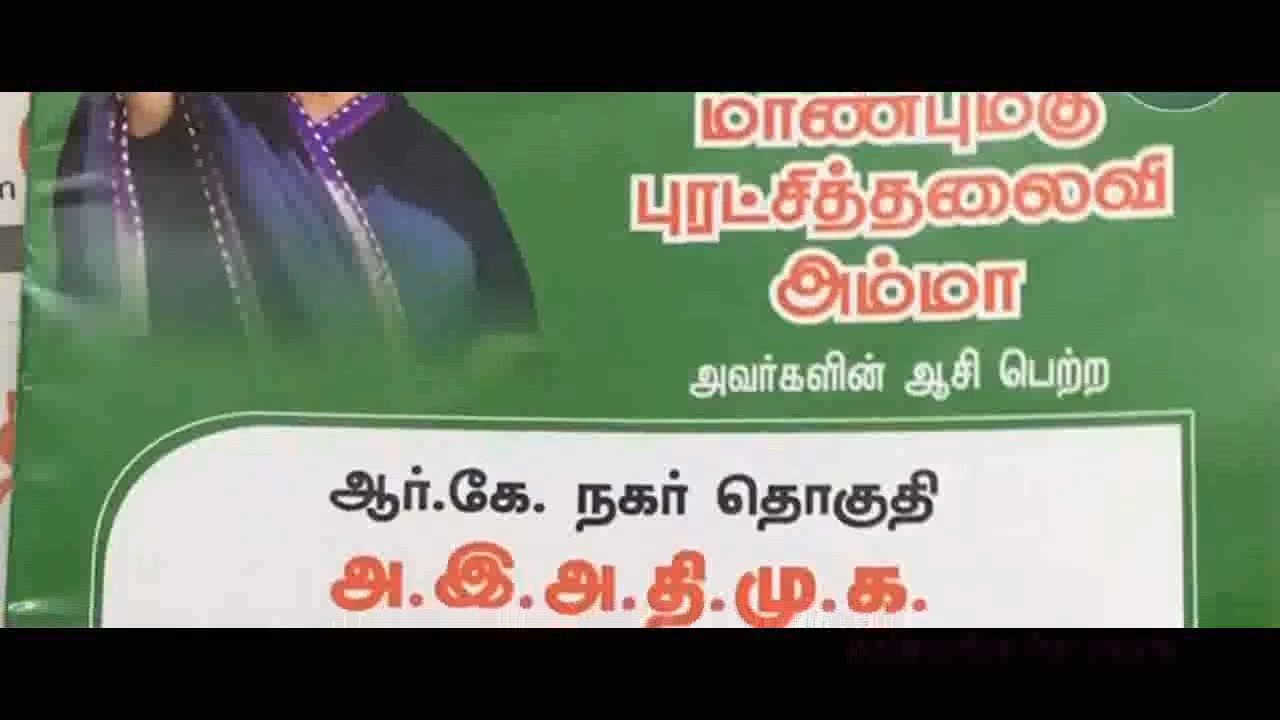 மாண்புமிகு
புரட்சித்தலைவி
அம்மா
அவர்களின் ஆசி பெற்ற
ஆர்.கே. நகர் தொகுதி
அ.இ.அ.தி.மு.க.